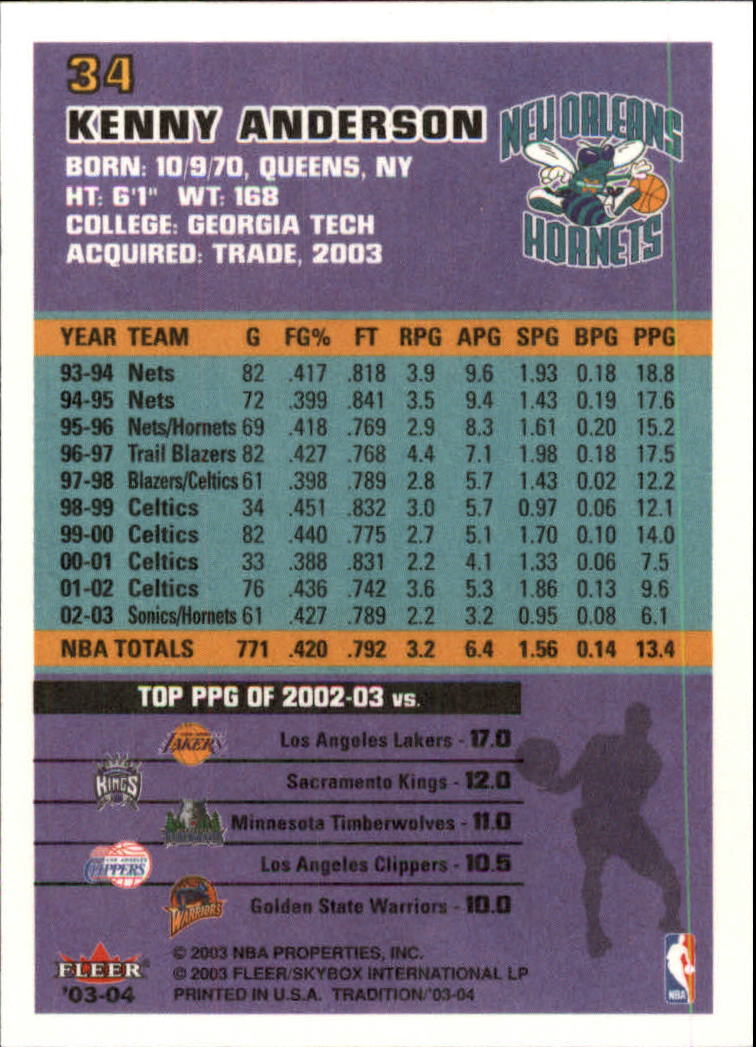 34
KENNY ANDERSON
NEW ORLEANS
HORNETS
BORN: 10/9/70, QUEENS, NY
HT: 6'1" WT: 168
COLLEGE: GEORGIA TECH
ACQUIRED: TRADE, 2003
YEAR TEAM G FG% FT RPG APG SPG BPG PPG
93-94 Nets 82 .417 .818 3.9 9.6 1.93 0.18 18.8
94-95 Nets 72 .399 .841 3.5 9.4 1.43 0.19 17.6
95-96 Nets/Hornets 69 .418 .769 2.9 8.3 1.61 0.20 15.2
96-97 Trail Blazers 82 .427 .768 4.4 7.1 1.98 0.18 17.5
97-98 Blazers/Celtics 61 .398 .789 2.8 5.7 1.43 0.02 12.2
98-99 Celtics 34 .451 .832 3.0 5.7 0.97 0.06 12.1
99-00 Celtics 82 .440 .775 2.7 5.1 1.70 0.10 14.0
00-01 Celtics 33 .388 .831 2.2 4.1 1.33 0.06 7.5
01-02 Celtics 76 .436 .742 3.6 5.3 1.86 0.13 9.6
02-03 Sonics/Hornets 61 .427 .789 2.2 3.2 0.95 0.08 6.1
NBA TOTALS 771 .420 .792 3.2 6.4 1.56 0.14 13.4
TOP PPG OF 2002-03 vs.
LAKERS Los Angeles Lakers - 17.0
KINGS Sacramento Kings - 12.0
Minnesota Timberwolves - 11.0
CLIPPERS Los Angeles Clippers - 10.5
WARRIORS Golden State Warriors - 10.0
FLEER
'03-04
© 2003 NBA PROPERTIES, INC.
© 2003 FLEER/SKYBOX INTERNATIONAL LP
PRINTED IN U.S.A. TRADITION/'03-04
NBA